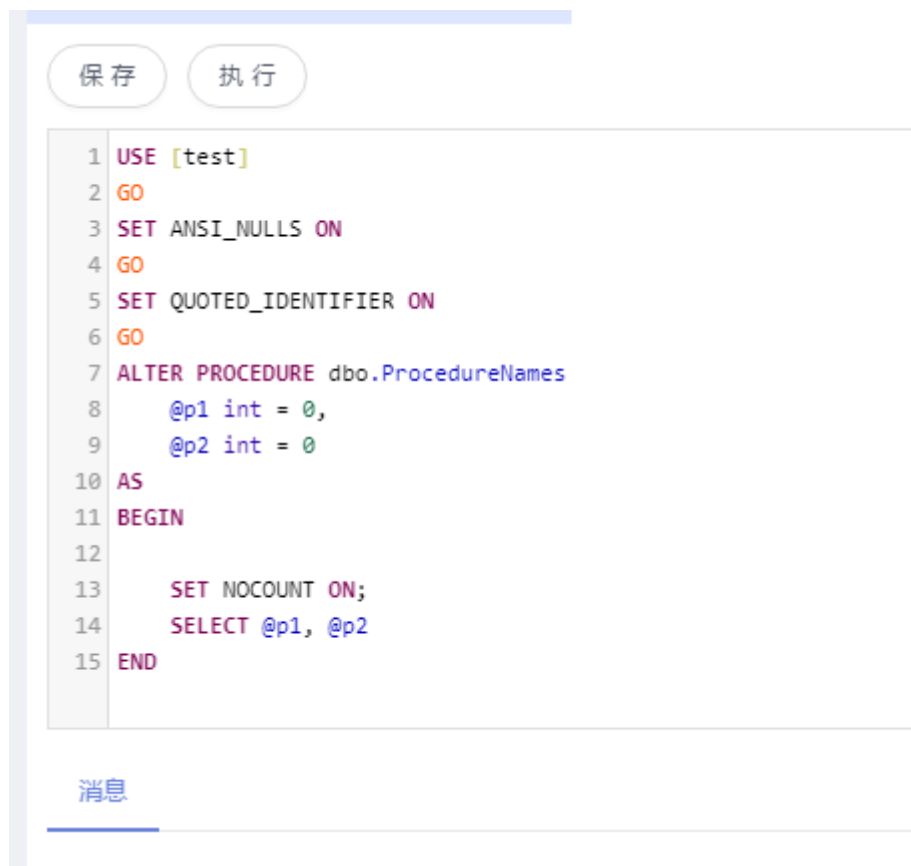 保存 执行
1 USE [test]
2 GO
3 SET ANSI_NULLS ON
4 GO
5 SET QUOTED_IDENTIFIER ON
6 GO
7 ALTER PROCEDURE dbo.ProcedureNames
8     @p1 int = 0,
9     @p2 int = 0
10 AS
11 BEGIN
12
13     SET NOCOUNT ON;
14     SELECT @p1, @p2
15 END
消息